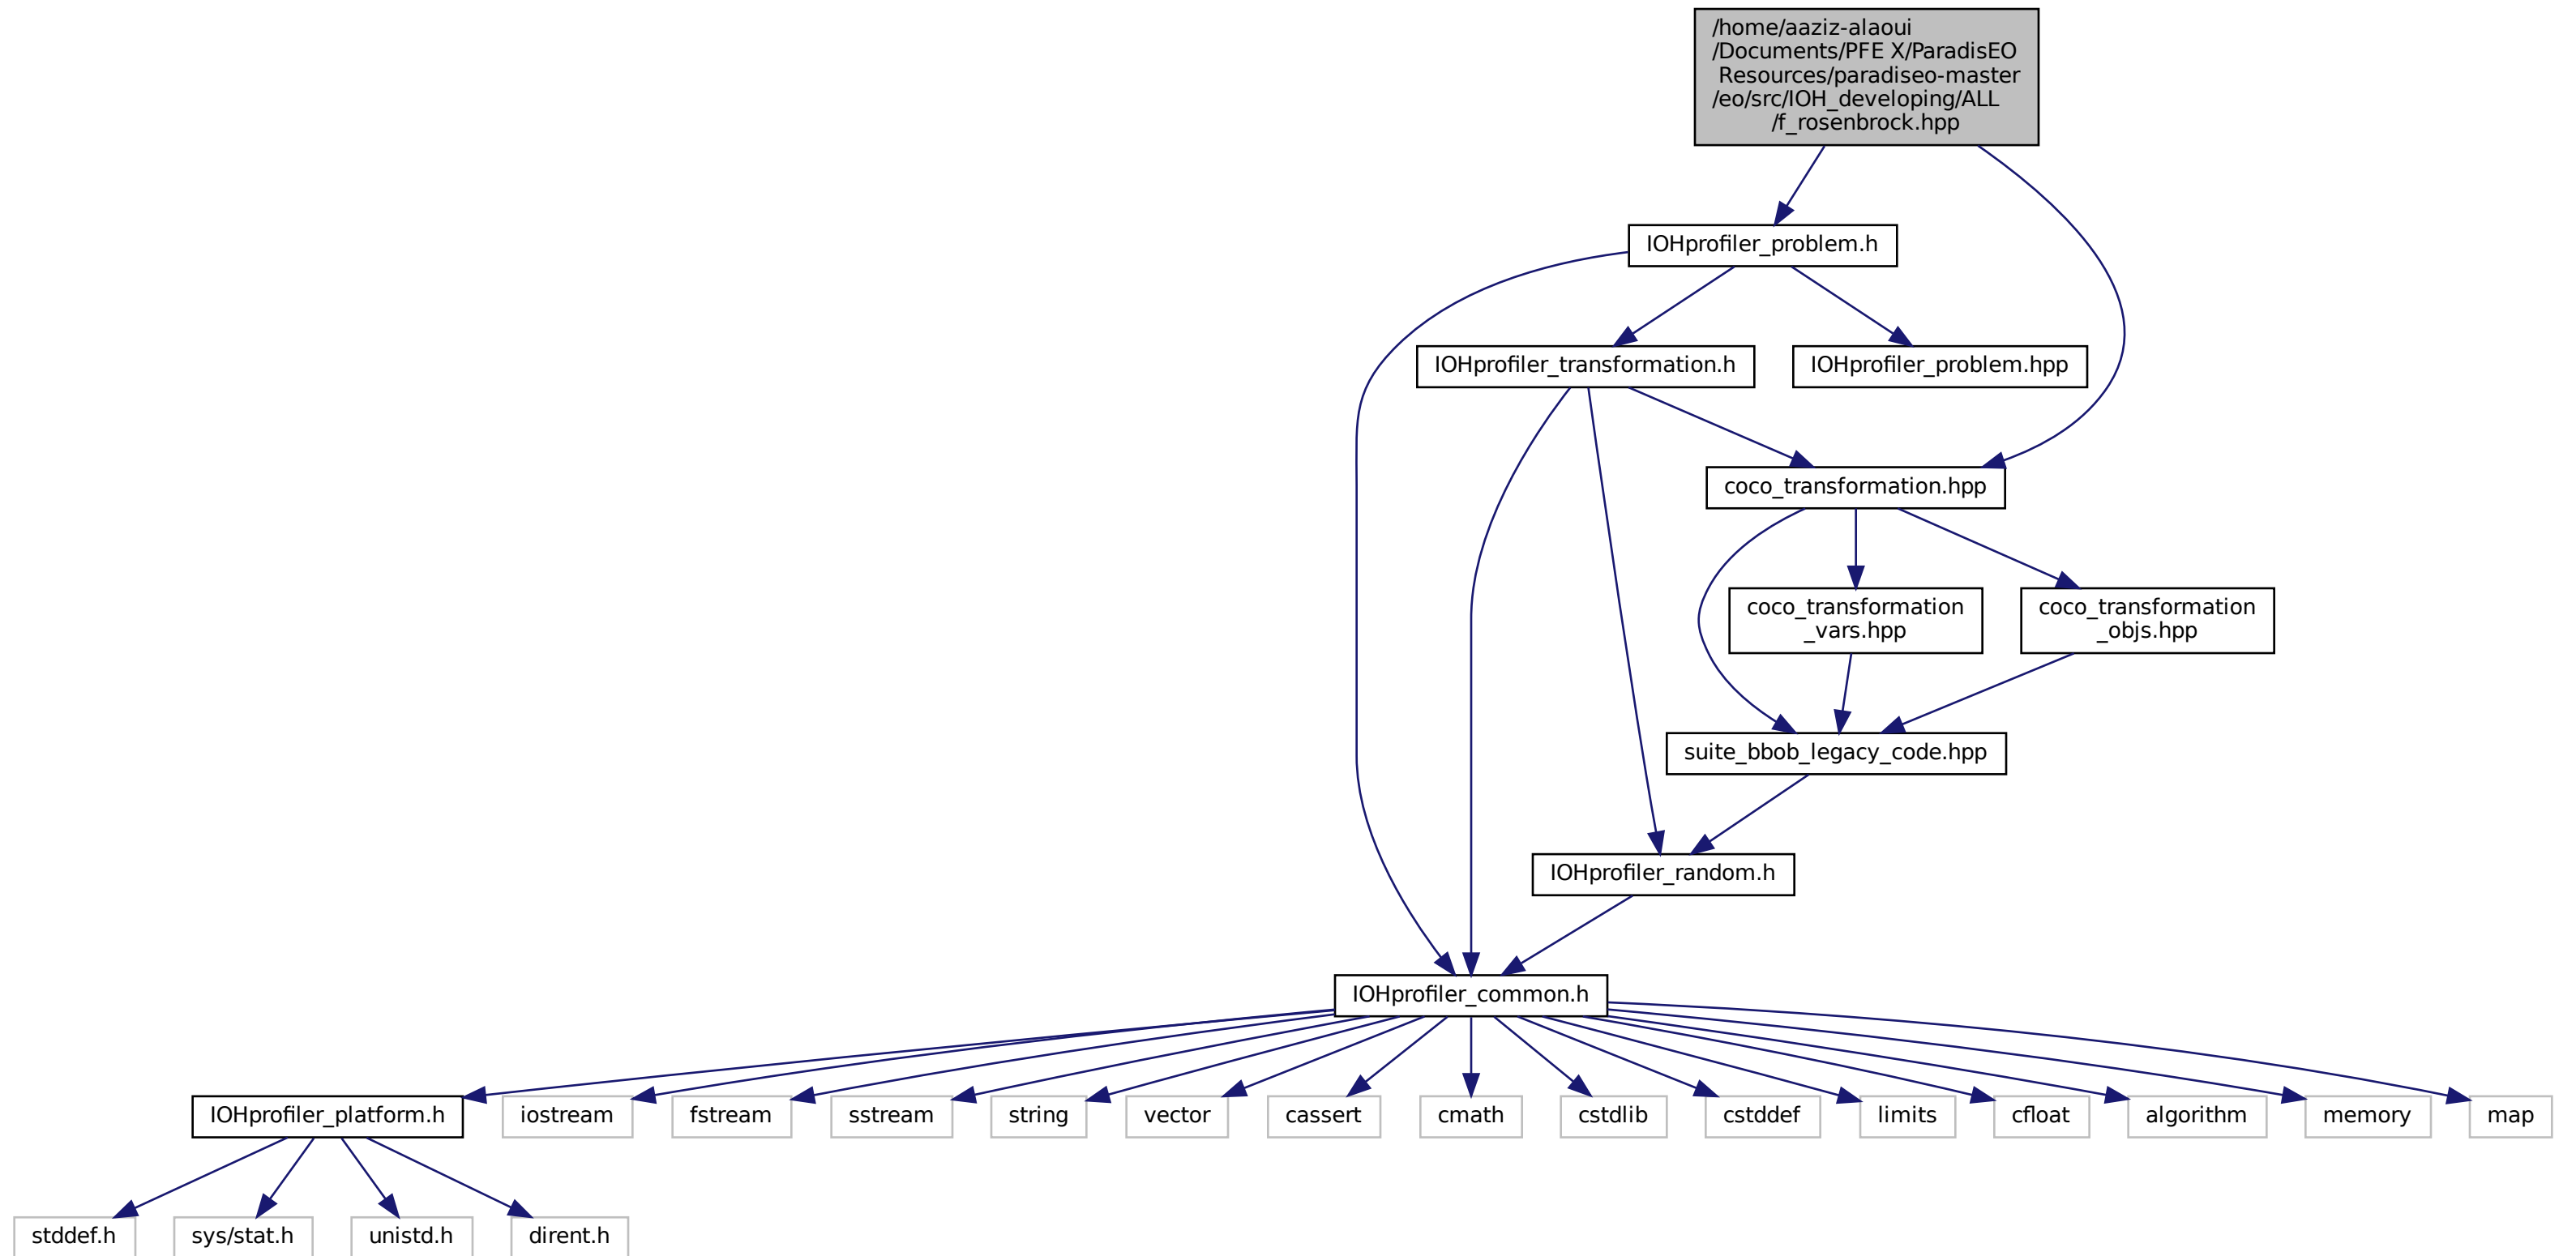 /home/aaziz-alaoui
/Documents/PFE X/ParadisEO
Resources/paradiseo-master
/eo/src/IOH_developing/ALL
/f_rosenbrock.hpp
IOHprofiler_problem.h
IOHprofiler_transformation.h
IOHprofiler_problem.hpp
coco_transformation.hpp
coco_transformation
_vars.hpp
coco_transformation
_objs.hpp
suite_bbob_legacy_code.hpp
IOHprofiler_random.h
IOHprofiler_common.h
IOHprofiler_platform.h
iostream
fstream
sstream
string
vector
cassert
cmath
cstdlib
cstddef
limits
cfloat
algorithm
memory
map
stddef.h
sys/stat.h
unistd.h
dirent.h